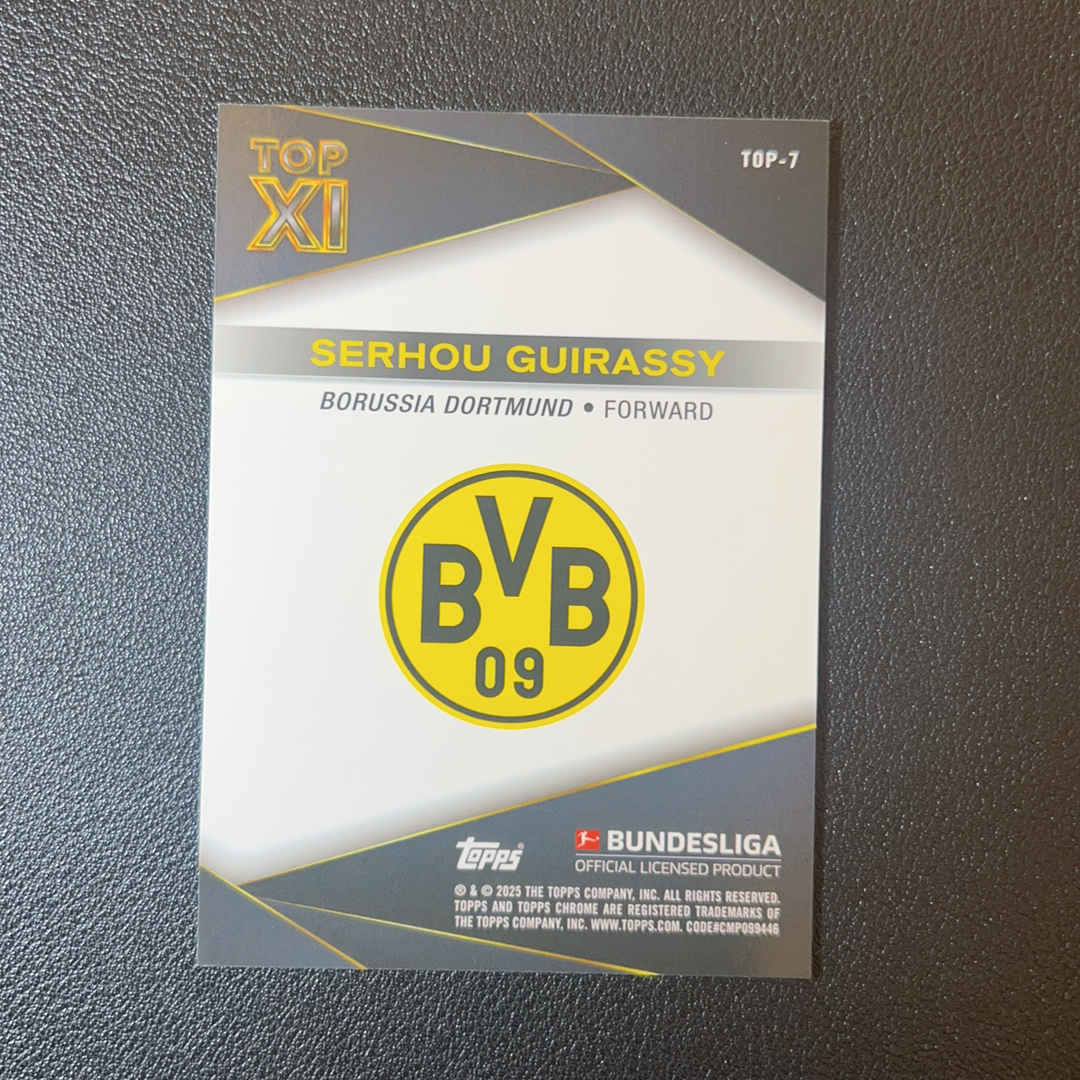 TOP
XI
TOP-7
SERHOU GUIRASSY
BORUSSIA DORTMUND • FORWARD
BVB
09
topps®
BUNDESLIGA
OFFICIAL LICENSED PRODUCT
® & © 2025 THE TOPPS COMPANY, INC. ALL RIGHTS RESERVED.
TOPPS AND TOPPS CHROME ARE REGISTERED TRADEMARKS OF
THE TOPPS COMPANY, INC. WWW.TOPPS.COM. CODE#CMP099446